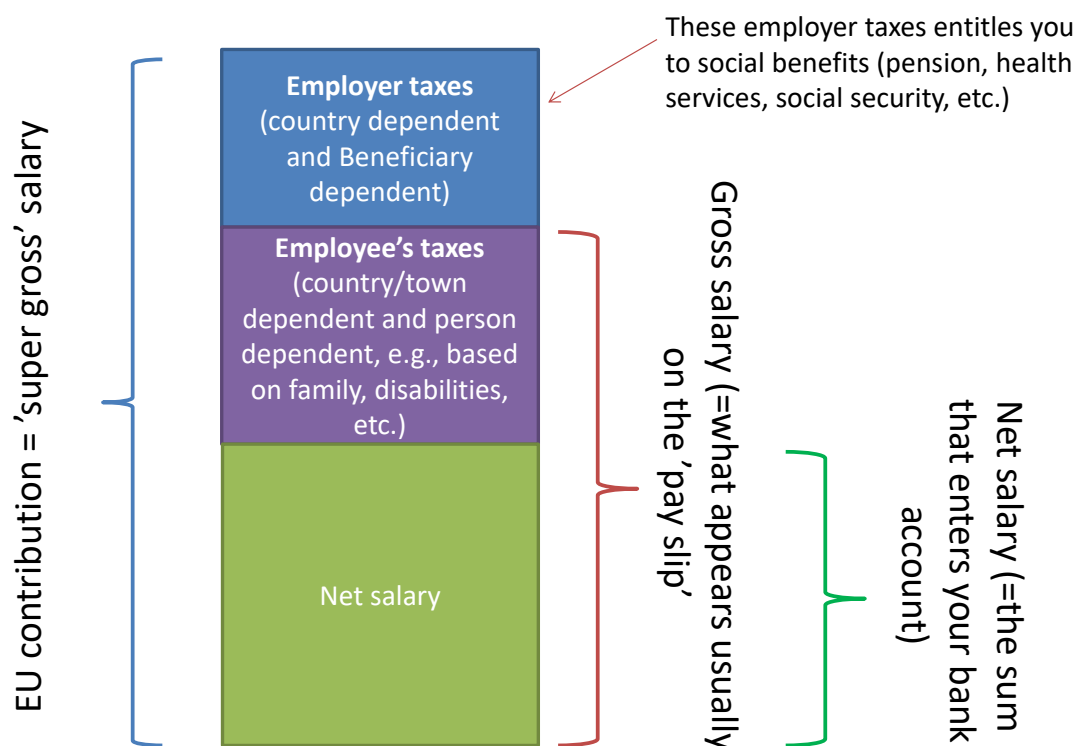 These employer taxes entitles you
to social benefits (pension, health
services, social security, etc.)
EU contribution = 'super gross' salary
Employer taxes
(country dependent
and Beneficiary
dependent)
Employee's taxes
(country/town
dependent and person
dependent, e.g., based
on family, disabilities,
etc.)
Net salary
Gross salary (=what appears usually
on the 'pay slip'
Net salary (=the sum
that enters your bank
account)